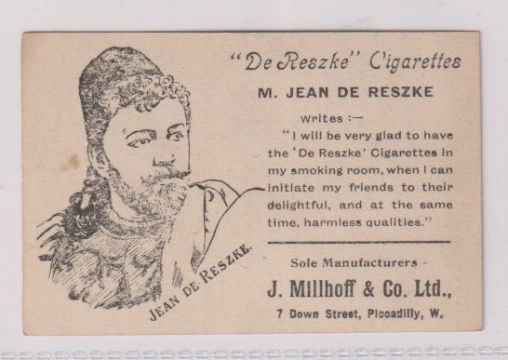 "De Reszke" Cigarettes
M. JEAN DE RESZKE
Writes :—
"I will be very glad to have
the 'De Reszke' Cigarettes in
my smoking room, when I can
initiate my friends to their
delightful, and at the same
time, harmless qualities."
JEAN DE RESZKE.
Sole Manufacturers -
J. Millhoff & Co. Ltd.,
7 Down Street, Piccadilly, W.